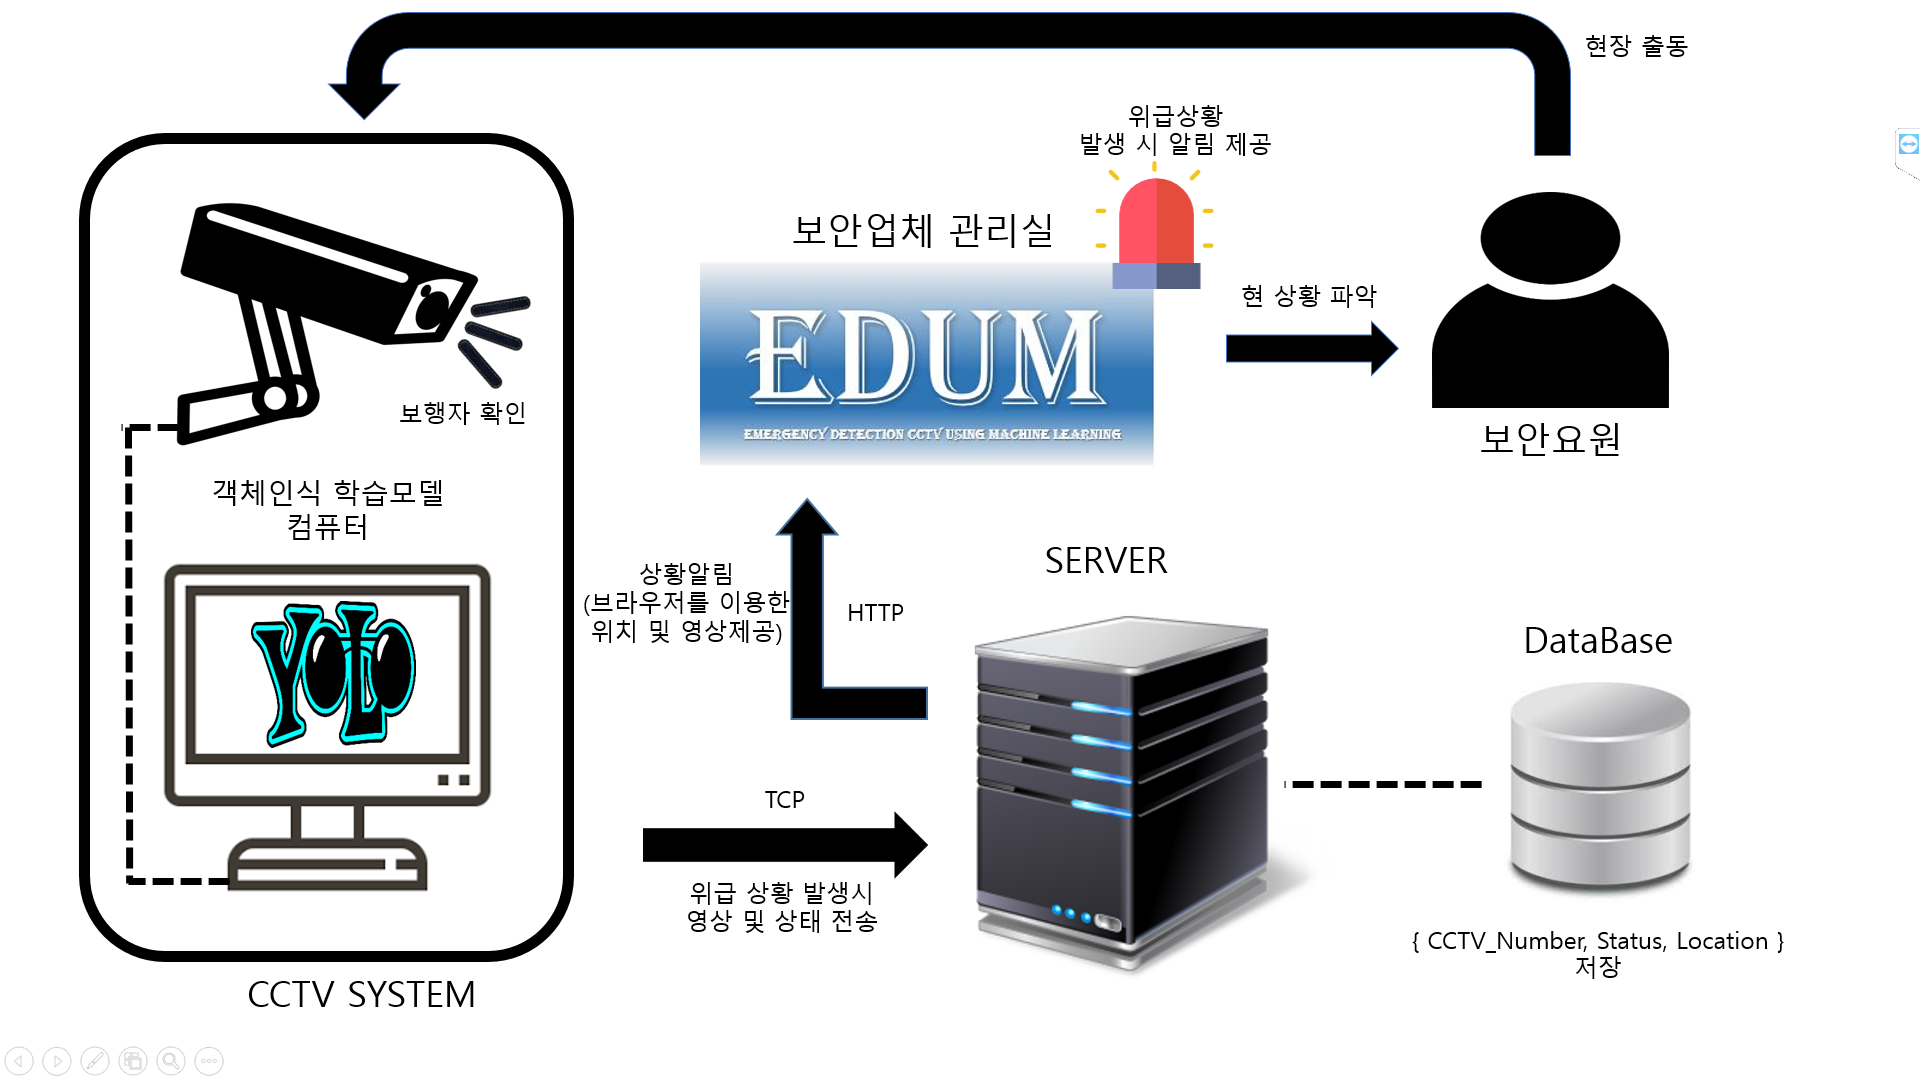 현장 출동
위급상황
발생 시 알림 제공
보안업체 관리실
EDUM
EMERGENCY DETECTION CCTV USING MACHINE LEARNING
현 상황 파악
보안요원
보행자 확인
객체인식 학습모델
컴퓨터
YOLO
CCTV SYSTEM
상황알림
(브라우저를 이용한
위치 및 영상제공)
HTTP
TCP
위급 상황 발생시
영상 및 상태 전송
SERVER
DataBase
{ CCTV_Number, Status, Location }
저장